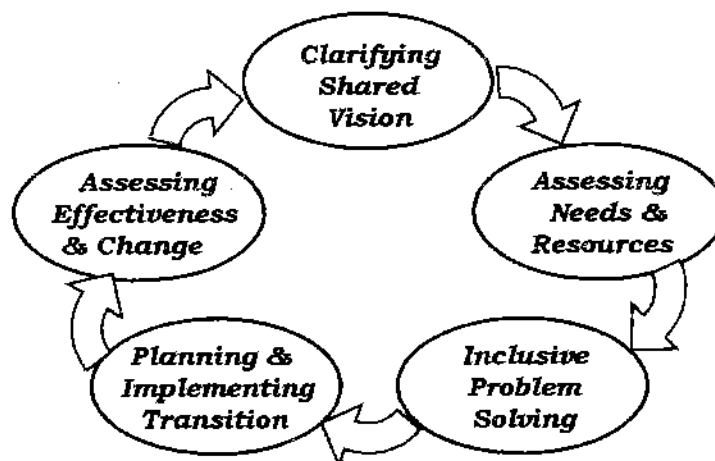 Clarifying
Shared
Vision
Assessing
Needs &
Resources
Inclusive
Problem
Solving
Planning &
Implementing
Transition
Assessing
Effectiveness
& Change